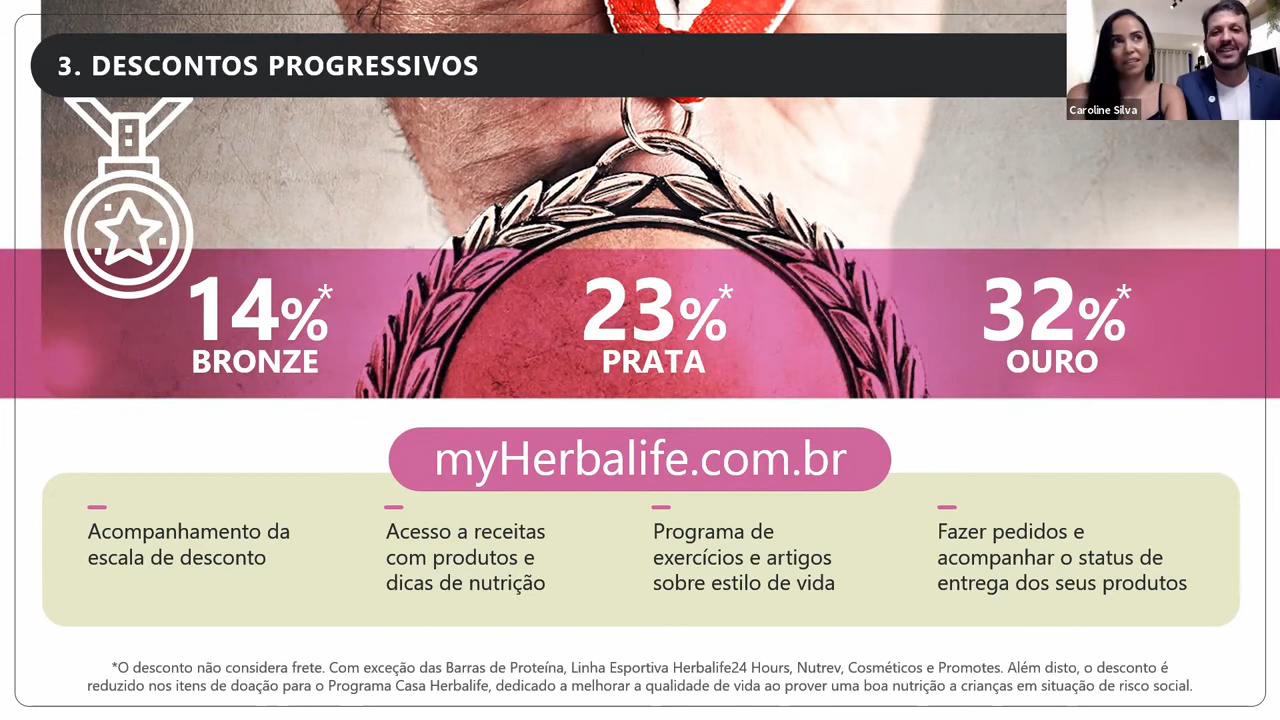 3. DESCONTOS PROGRESSIVOS
Caroline Silva
14%*
BRONZE
23%*
PRATA
32%*
OURO
myHerbalife.com.br
Acompanhamento da
escala de desconto
Acesso a receitas
com produtos e
dicas de nutrição
Programa de
exercícios e artigos
sobre estilo de vida
Fazer pedidos e
acompanhar o status de
entrega dos seus produtos
*O desconto não considera frete. Com exceção das Barras de Proteína, Linha Esportiva Herbalife24 Hours, Nutrev, Cosméticos e Promotes. Além disto, o desconto é
reduzido nos itens de doação para o Programa Casa Herbalife, dedicado a melhorar a qualidade de vida ao prover uma boa nutrição a crianças em situação de risco social.